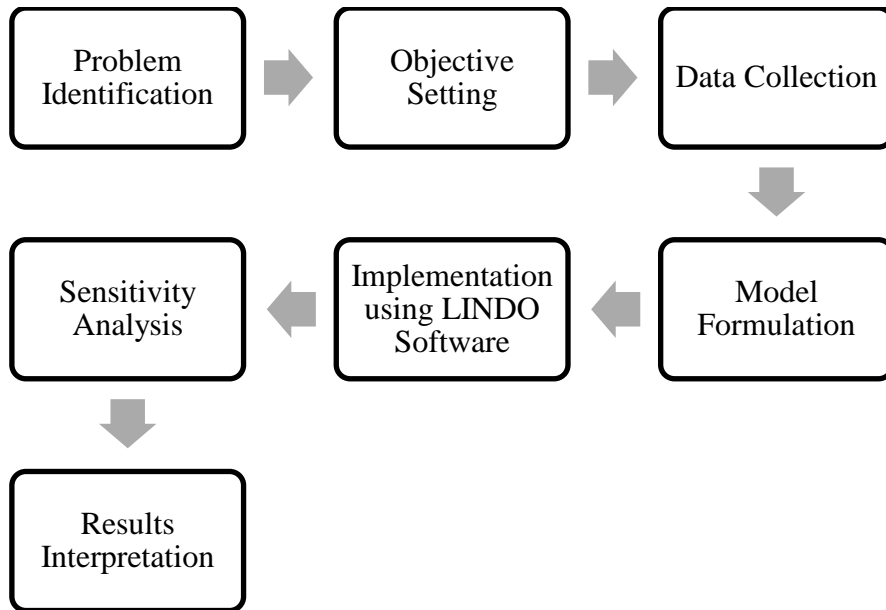 Problem
Identification
Objective
Setting
Data Collection
Model
Formulation
Implementation
using LINDO
Software
Sensitivity
Analysis
Results
Interpretation